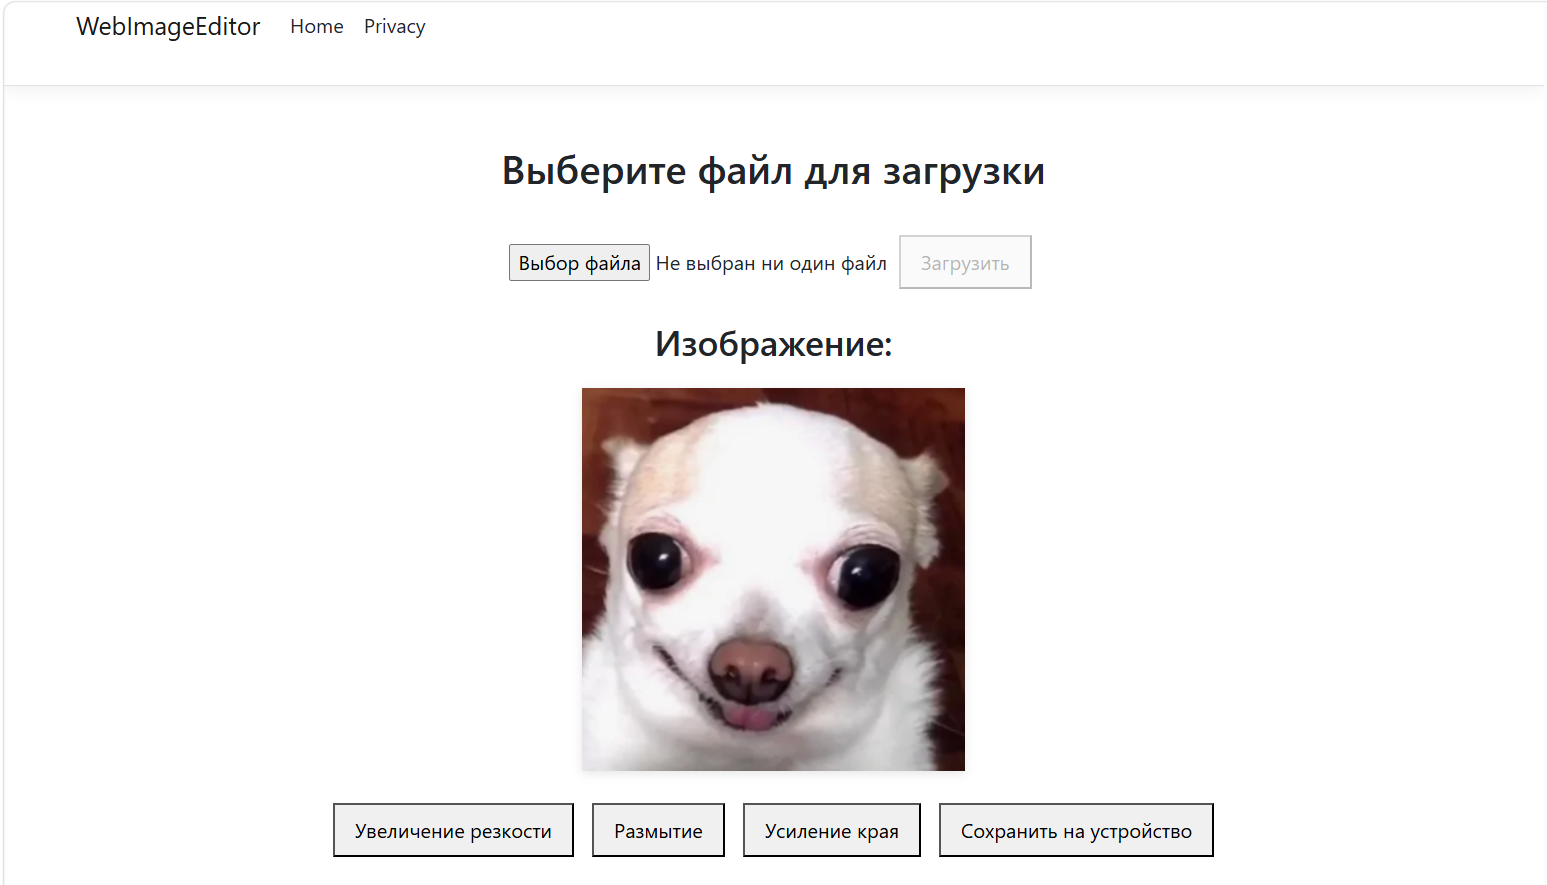 WebImageEditor Home Privacy
Выберите файл для загрузки
Выбор файла Не выбран ни один файл Загрузить
Изображение:
Увеличение резкости Размытие Усиление края Сохранить на устройство